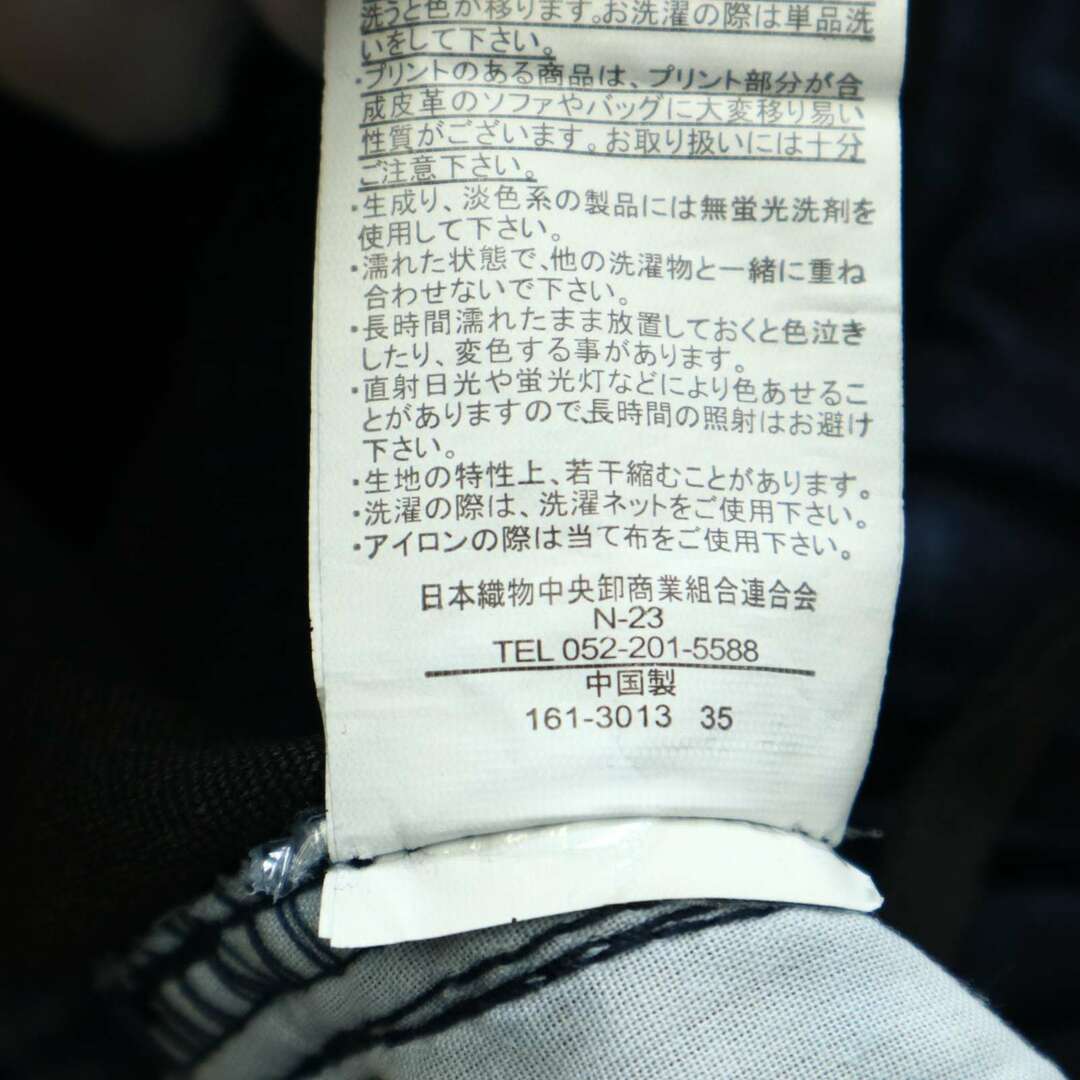 洗うと色が移ります。お洗濯の際は単品洗
いをして下さい。
・プリントのある商品は、プリント部分が合
成皮革のソファやバッグに大変移り易い
性質がございます。お取り扱いには十分
ご注意下さい。
・生成り、淡色系の製品には無蛍光洗剤を
使用して下さい。
・濡れた状態で、他の洗濯物と一緒に重ね
合わせないで下さい。
・長時間濡れたまま放置しておくと色泣き
したり、変色する事があります。
・直射日光や蛍光灯などにより色あせるこ
とがありますので、長時間の照射はお避け
下さい。
・生地の特性上、若干縮むことがあります。
・洗濯の際は、洗濯ネットをご使用下さい。
・アイロンの際は当て布をご使用下さい。
日本織物中央卸商業組合連合会
N-23
TEL 052-201-5588
中国製
161-3013 35